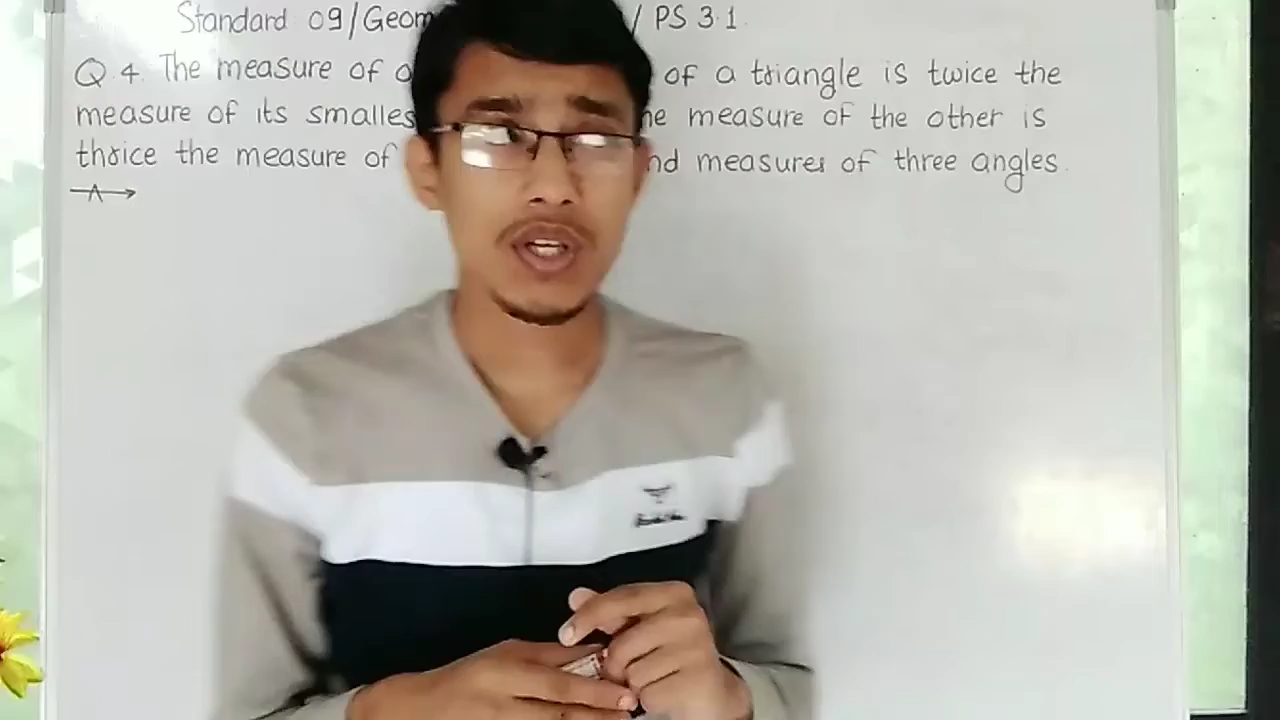 Standard 09/Geom / PS 3.1
Q.4. The measure of o of a triangle is twice the
measure of its smalles he measure of the other is
thrice the measure of nd measures of three angles.